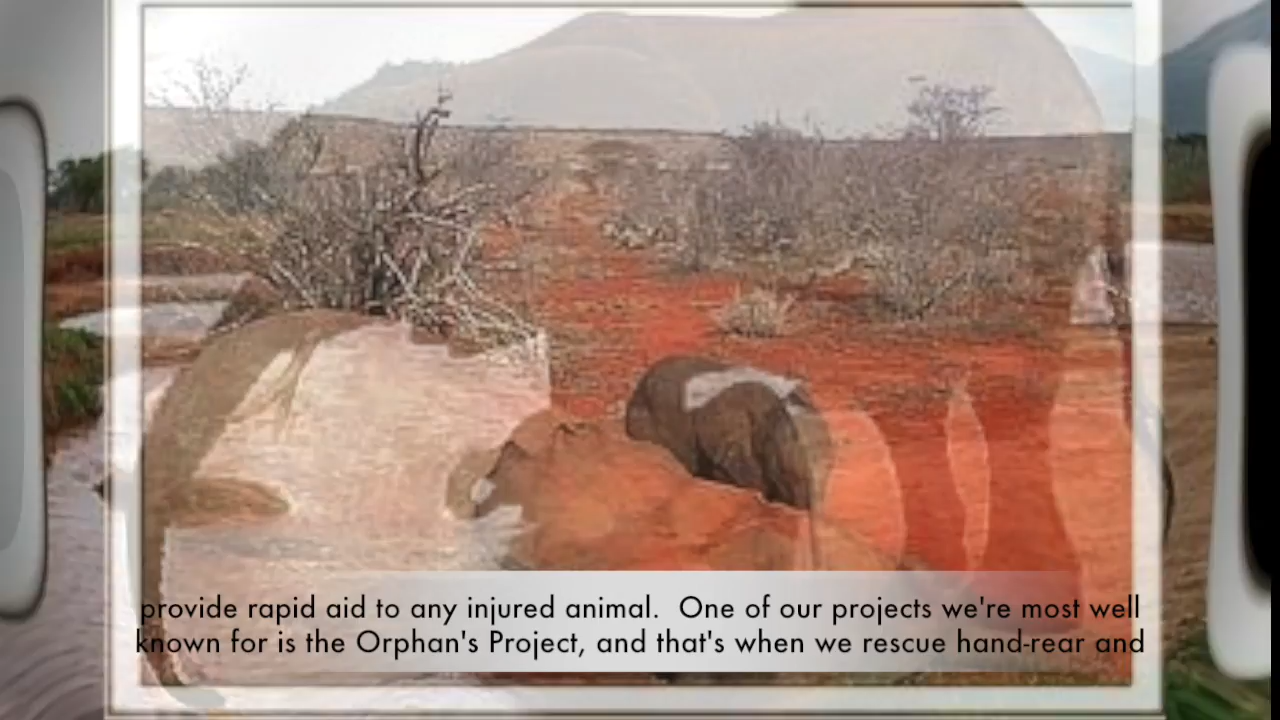 provide rapid aid to any injured animal.  One of our projects we're most well
known for is the Orphan's Project, and that's when we rescue hand-rear and